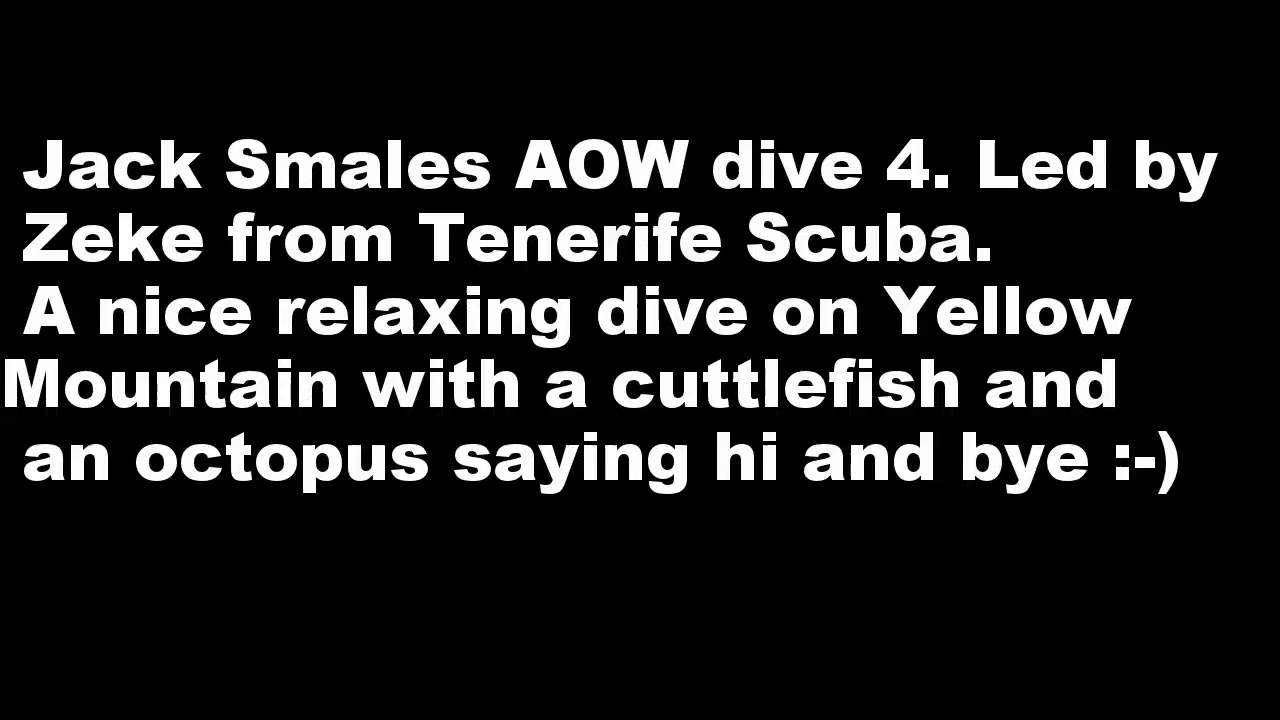 Jack Smales AOW dive 4. Led by
Zeke from Tenerife Scuba.
A nice relaxing dive on Yellow
Mountain with a cuttlefish and
an octopus saying hi and bye :-)